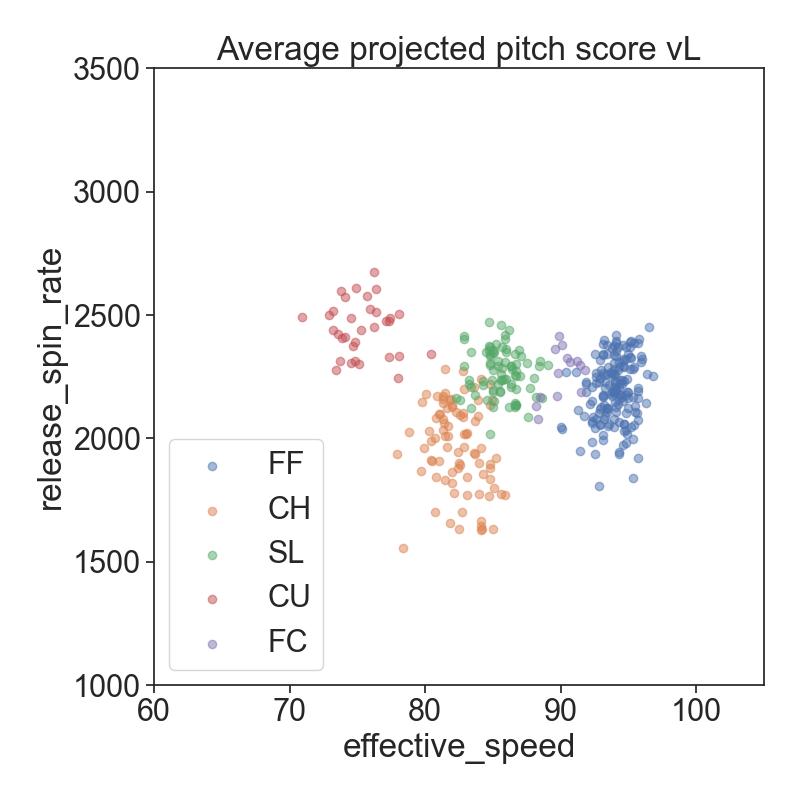 Average projected pitch score vL
3500
3000
2500
2000
1500
1000
release_spin_rate
FF
CH
SL
CU
FC
60 70 80 90 100
effective_speed